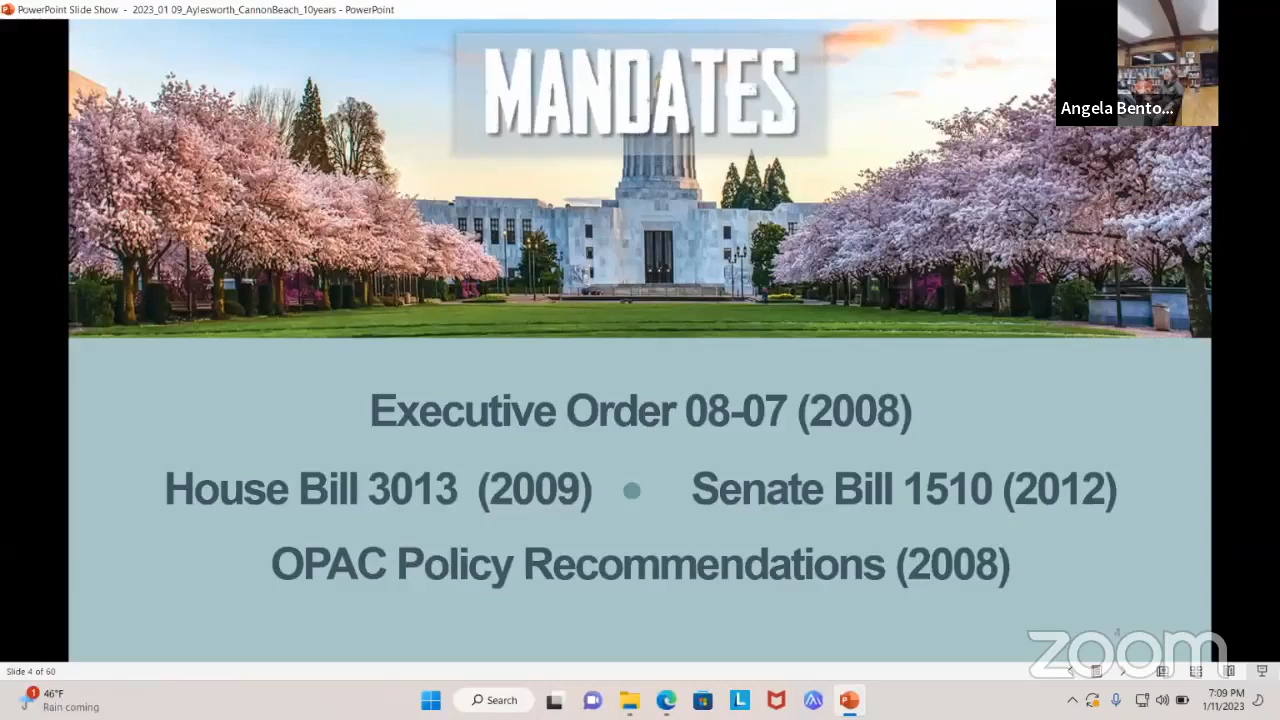 PowerPoint Slide Show - 2023_01 09_Aylesworth_CannonBeach_10years - PowerPoint
Angela Bento...
MANDATES
Executive Order 08-07 (2008)
House Bill 3013 (2009) • Senate Bill 1510 (2012)
OPAC Policy Recommendations (2008)
4
zoom
Slide 4 of 60
1
46°F
Rain coming
Search
L
7:09 PM
1/11/2023